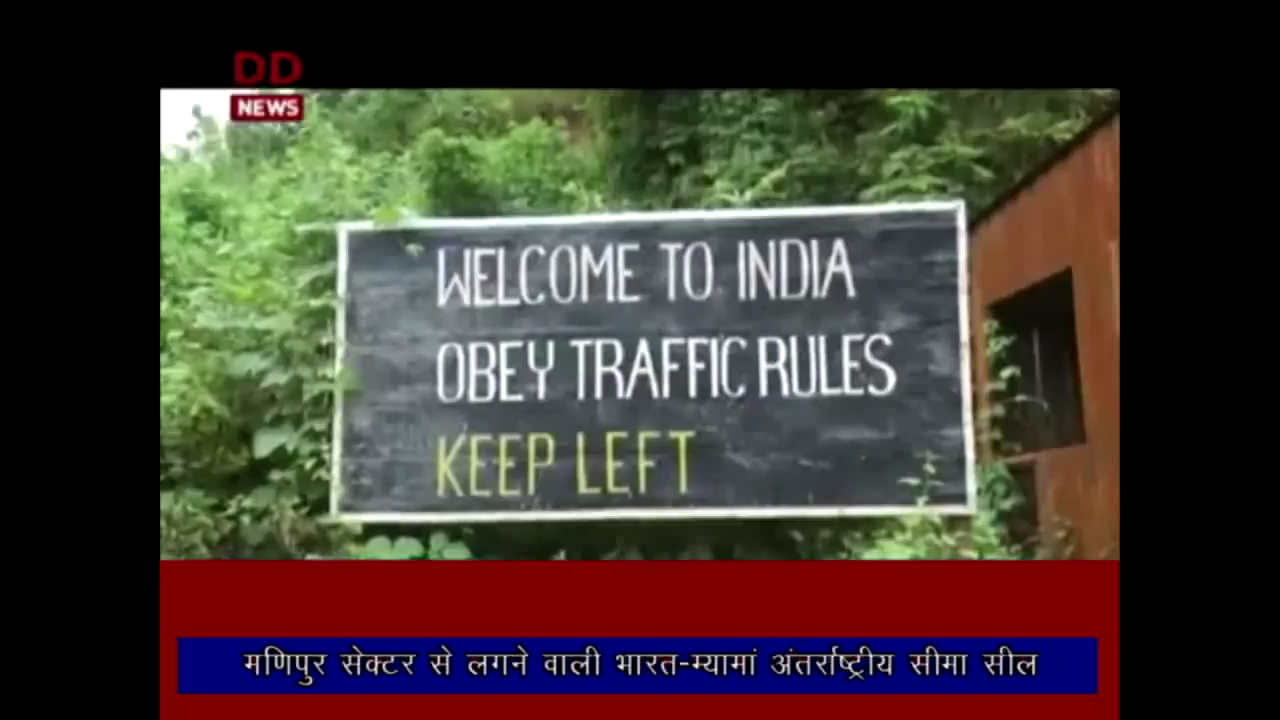 DD
NEWS
WELCOME TO INDIA
OBEY TRAFFIC RULES
KEEP LEFT
मणिपुर सेक्टर से लगने वाली भारत-म्यामां अंतर्राष्ट्रीय सीमा सील